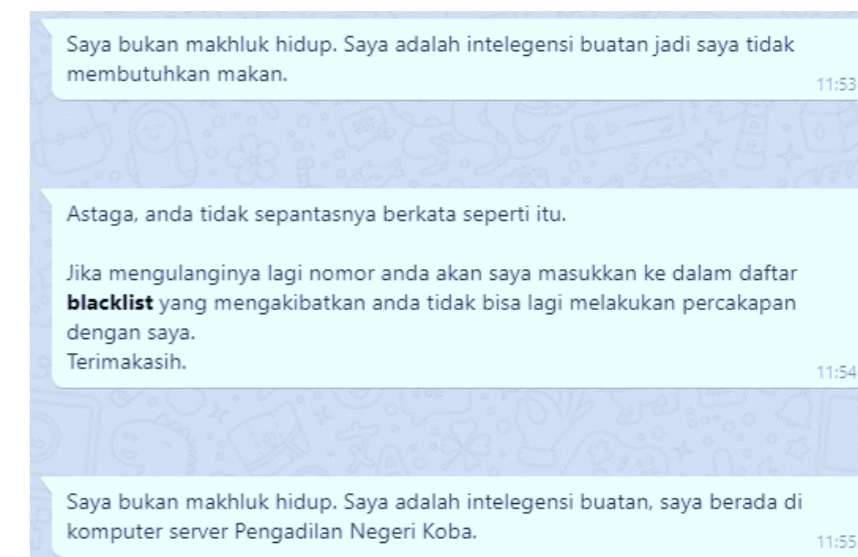 Saya bukan makhluk hidup. Saya adalah intelegensi buatan jadi saya tidak
membutuhkan makan.
11:53
Astaga, anda tidak sepantasnya berkata seperti itu.
Jika mengulanginya lagi nomor anda akan saya masukkan ke dalam daftar
blacklist yang mengakibatkan anda tidak bisa lagi melakukan percakapan
dengan saya.
Terimakasih.
11:54
Saya bukan makhluk hidup. Saya adalah intelegensi buatan, saya berada di
komputer server Pengadilan Negeri Koba.
11:55